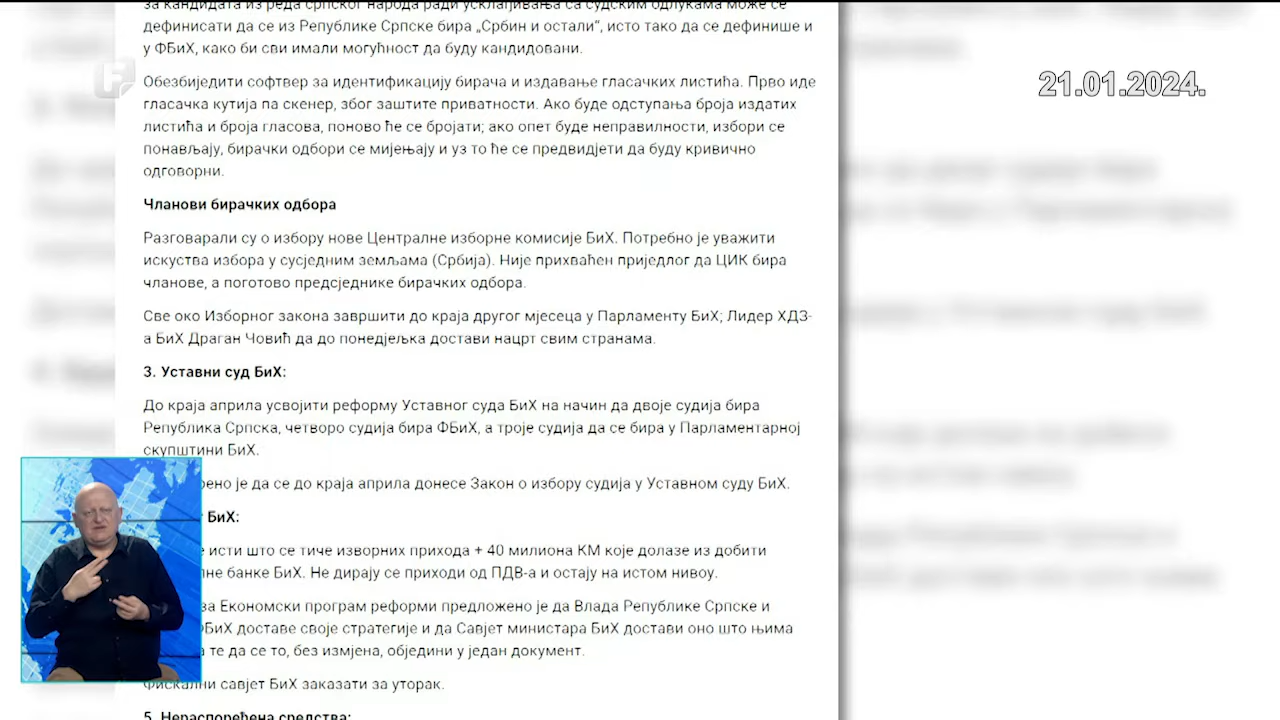 за кандидата из реда српског народа ради усклађивања са судским одлукама може се
дефинисати да се из Републике Српске бира „Србин и остали“, исто тако да се дефинише и
у ФБиХ, како би сви имали могућност да буду кандидовани.
21.01.2024.
Обезбиједити софтвер за идентификацију бирача и издавање гласачких листића. Прво иде
гласачка кутија па скенер, због заштите приватности. Ако буде одступања броја издатих
листића и броја гласова, поново ће се бројати; ако опет буде неправилности, избори се
понављају, бирачки одбори се мијењају и уз то ће се предвидјети да буду кривично
одговорни.
Чланови бирачких одбора
Разговарали су о избору нове Централне изборне комисије БиХ. Потребно је уважити
искуства избора у сусједним земљама (Србија). Није прихваћен приједлог да ЦИК бира
чланове, а поготово предсједнике бирачких одбора.
Све око Изборног закона завршити до краја другог мјесеца у Парламенту БиХ; Лидер ХДЗ-
а БиХ Драган Човић да до понедјељка достави нацрт свим странама.
3. Уставни суд БиХ:
До краја априла усвојити реформу Уставног суда БиХ на начин да двоје судија бира
Република Српска, четворо судија бира ФБиХ, а троје судија да се бира у Парламентарној
скупштини БиХ.
рено је да се до краја априла донесе Закон о избору судија у Уставном суду БиХ.
БиХ:
исти што се тиче изворних прихода + 40 милиона КМ које долазе из добити
лне банке БиХ. Не дирају се приходи од ПДВ-а и остају на истом нивоу.
за Економски програм реформи предложено је да Влада Републике Српске и
ФБиХ доставе своје стратегије и да Савјет министара БиХ достави оно што њима
те да се то, без измјена, обједини у један документ.
Фискални савјет БиХ заказати за уторак.
5. Нераспоређена средства: